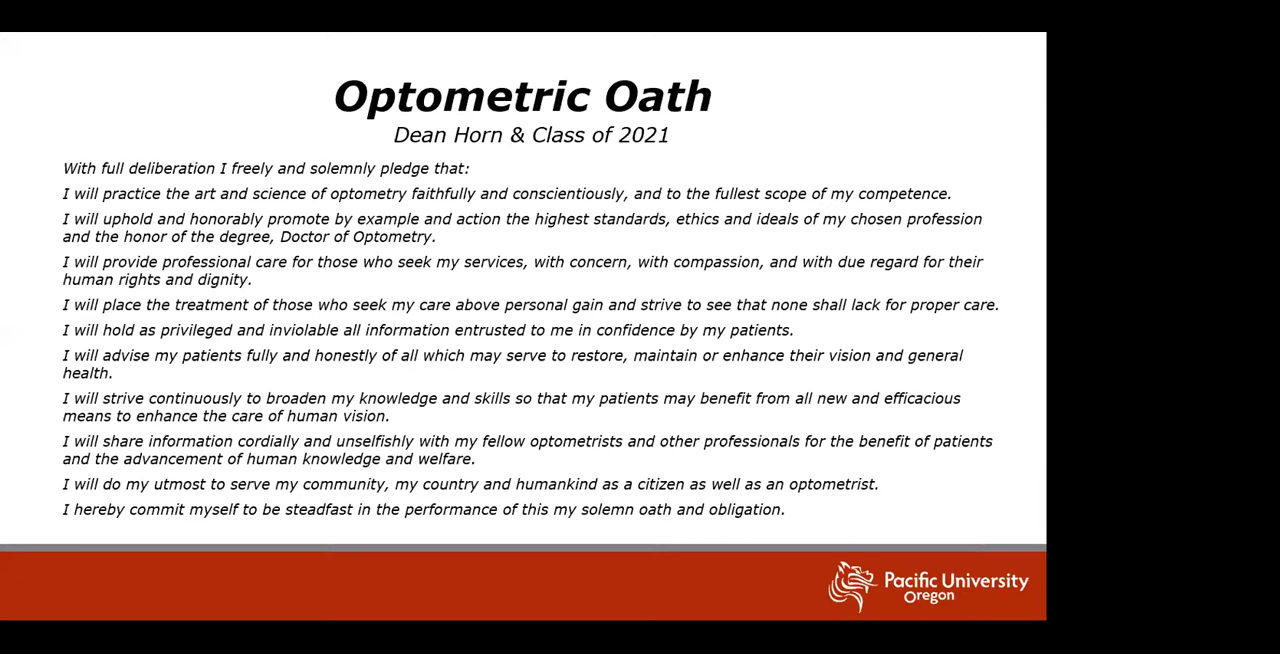 Optometric Oath
Dean Horn & Class of 2021
With full deliberation I freely and solemnly pledge that:
I will practice the art and science of optometry faithfully and conscientiously, and to the fullest scope of my competence.
I will uphold and honorably promote by example and action the highest standards, ethics and ideals of my chosen profession
and the honor of the degree, Doctor of Optometry.
I will provide professional care for those who seek my services, with concern, with compassion, and with due regard for their
human rights and dignity.
I will place the treatment of those who seek my care above personal gain and strive to see that none shall lack for proper care.
I will hold as privileged and inviolable all information entrusted to me in confidence by my patients.
I will advise my patients fully and honestly of all which may serve to restore, maintain or enhance their vision and general
health.
I will strive continuously to broaden my knowledge and skills so that my patients may benefit from all new and efficacious
means to enhance the care of human vision.
I will share information cordially and unselfishly with my fellow optometrists and other professionals for the benefit of patients
and the advancement of human knowledge and welfare.
I will do my utmost to serve my community, my country and humankind as a citizen as well as an optometrist.
I hereby commit myself to be steadfast in the performance of this my solemn oath and obligation.
Pacific University
Oregon